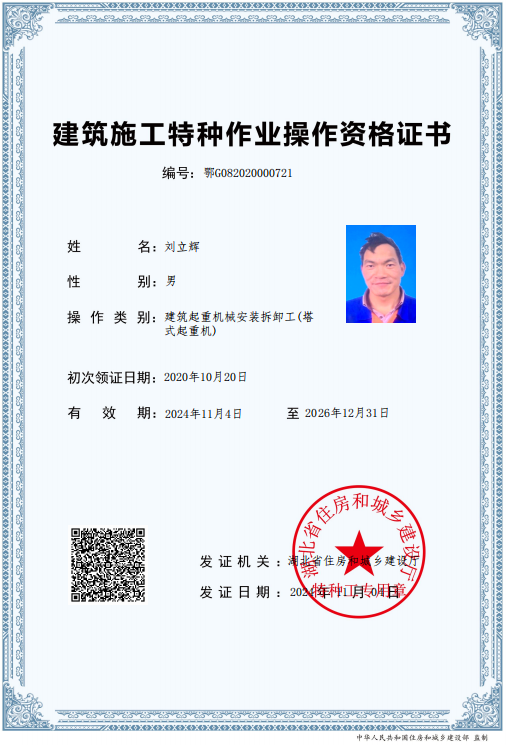 建筑施工特种作业操作资格证书
编号: 鄂G082020000721
姓 名: 刘立辉
性 别: 男
操 作 类 别: 建筑起重机械安装拆卸工(塔
式起重机)
初次领证日期: 2020年10月20日
有 效 期: 2024年11月4日 至 2026年12月31日
湖北省住房和城乡建设厅
发 证 机 关 : 湖北省住房和城乡建设厅
特种工专用章
发 证 日 期 : 2024年 11月 04日
中华人民共和国住房和城乡建设部 监制